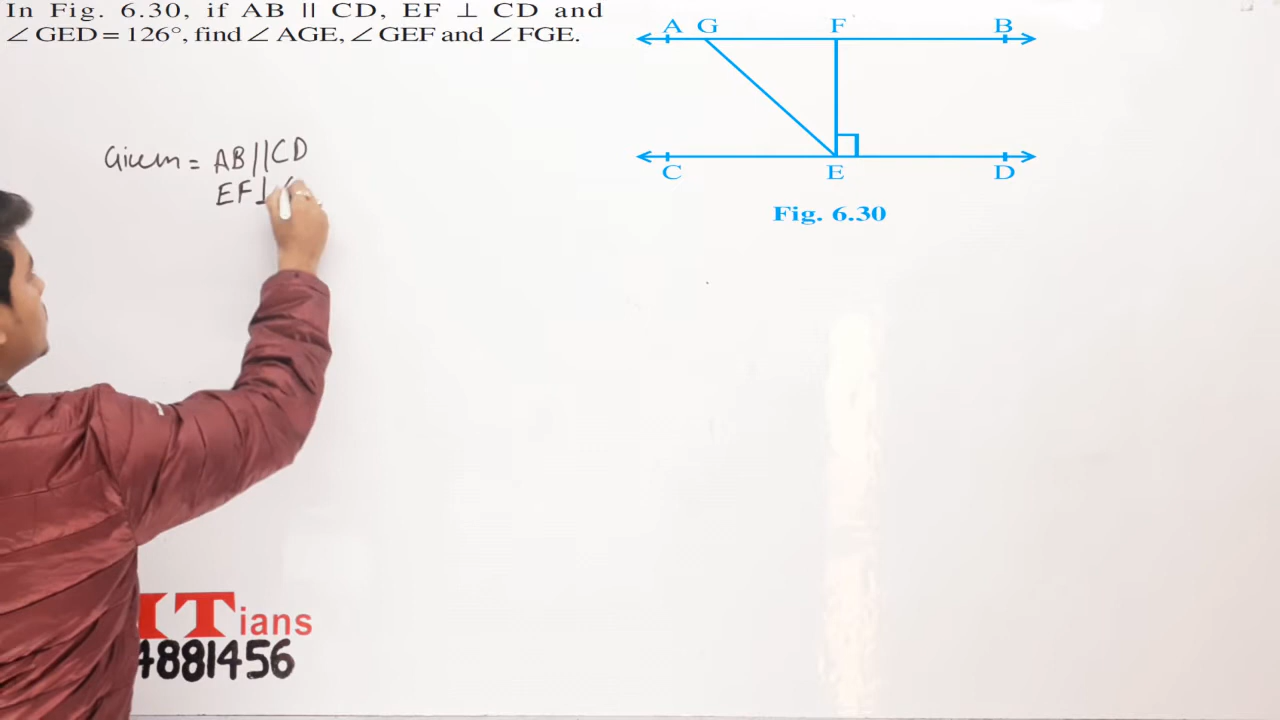 In Fig. 6.30, if AB || CD, EF ⊥ CD and
∠GED = 126°, find ∠AGE, ∠GEF and ∠FGE.
A G F B
C E D
Fig. 6.30
Given = AB || CD
EF ⊥
ITians
4881456